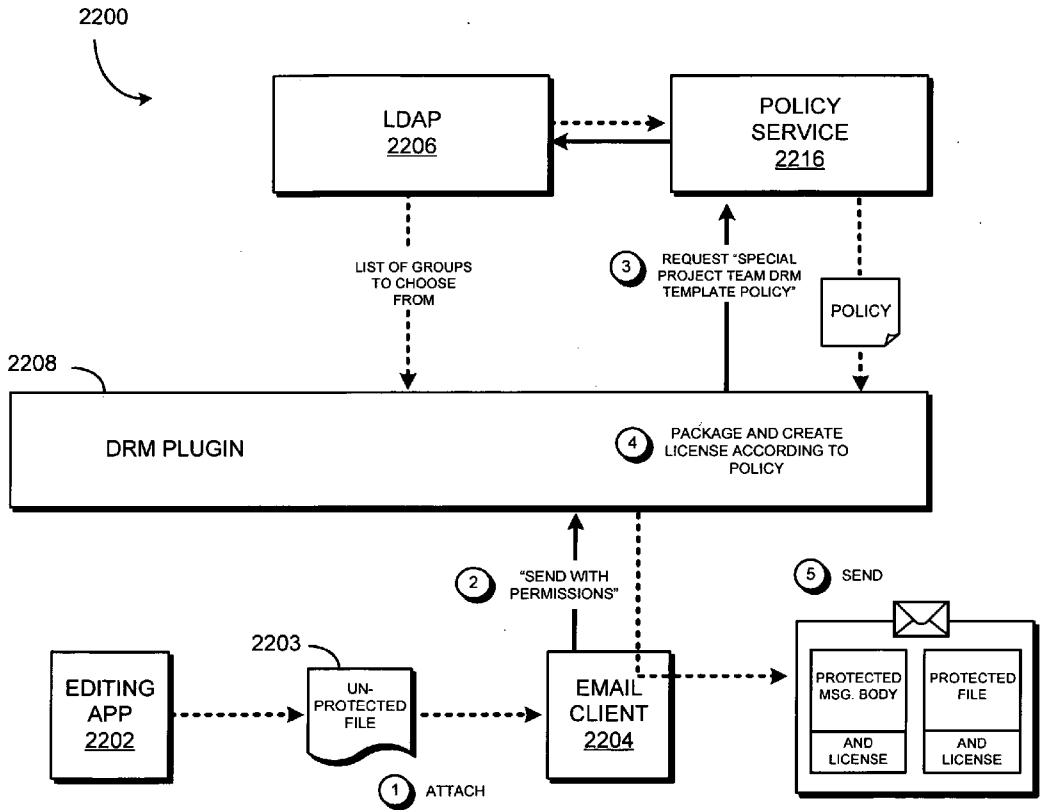 2200
LDAP
2206
POLICY
SERVICE
2216
LIST OF GROUPS
TO CHOOSE
FROM
3
REQUEST “SPECIAL
PROJECT TEAM DRM
TEMPLATE POLICY”
POLICY
2208
DRM PLUGIN
4
PACKAGE AND CREATE
LICENSE ACCORDING TO
POLICY
2
“SEND WITH
PERMISSIONS”
5
SEND
2203
EDITING
APP
2202
UN-
PROTECTED
FILE
EMAIL
CLIENT
2204
PROTECTED
MSG. BODY
AND
LICENSE
PROTECTED
FILE
AND
LICENSE
1
ATTACH